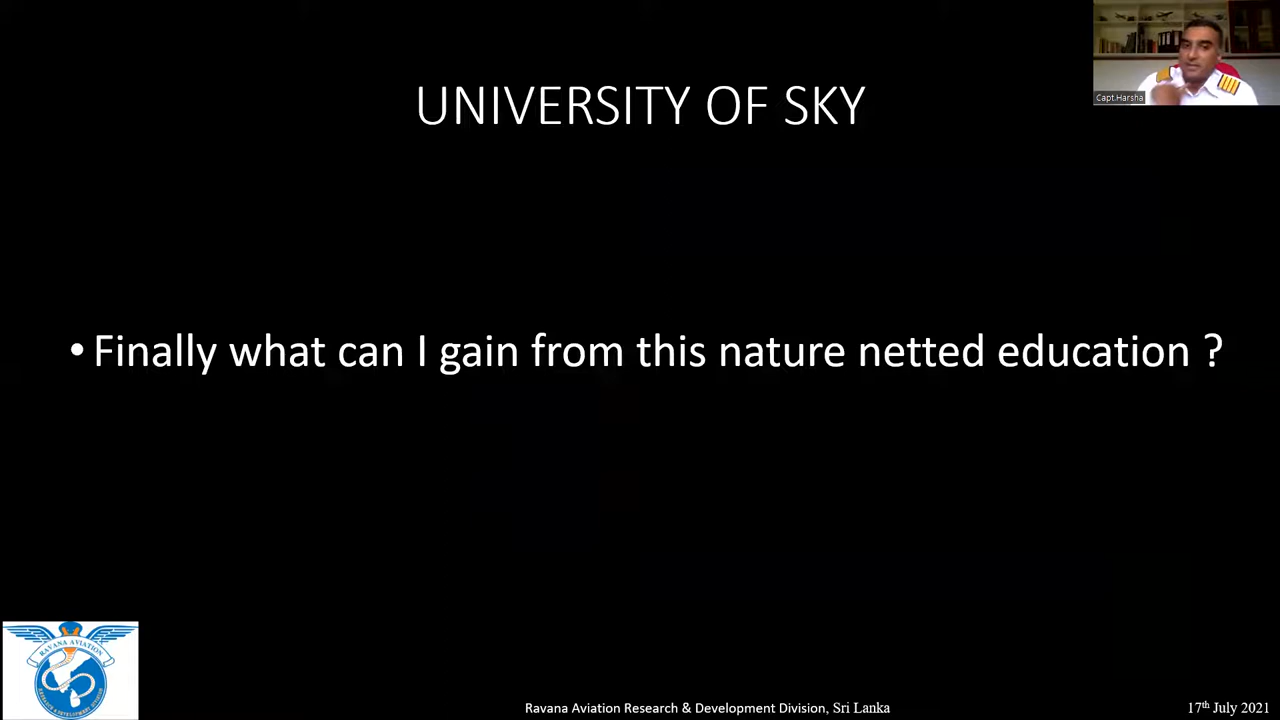 Capt.Harsha
UNIVERSITY OF SKY
• Finally what can I gain from this nature netted education ?
RAVANA AVIATION
Ravana Aviation Research & Development Division, Sri Lanka
17th July 2021